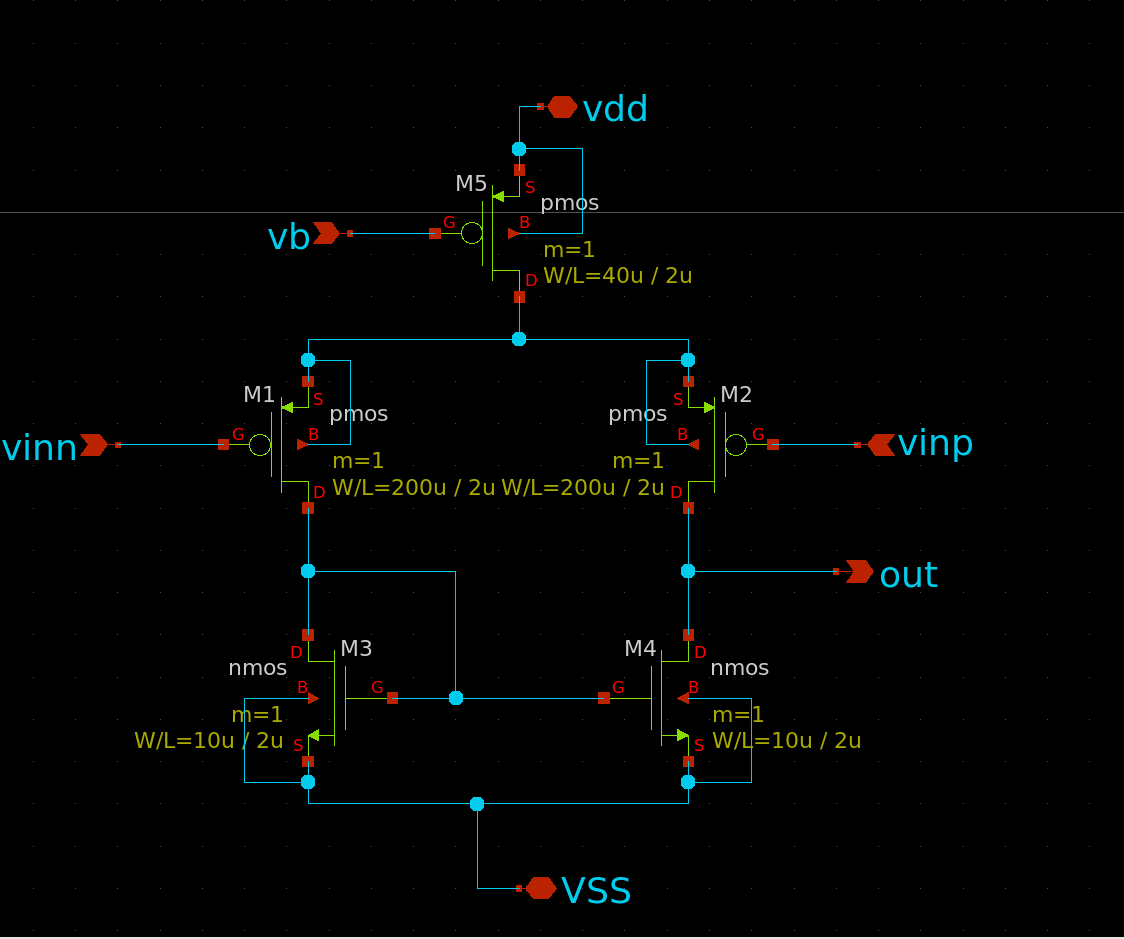 vdd
M5
S
pmos
vb
G
B
m=1
W/L=40u / 2u
D
M1
M2
S
pmos
pmos
S
vinn
G
B
B
G
vinp
m=1
m=1
W/L=200u / 2u
W/L=200u / 2u
D
D
out
D
M3
M4
D
nmos
nmos
B
G
G
B
m=1
m=1
W/L=10u / 2u
S
S
W/L=10u / 2u
VSS